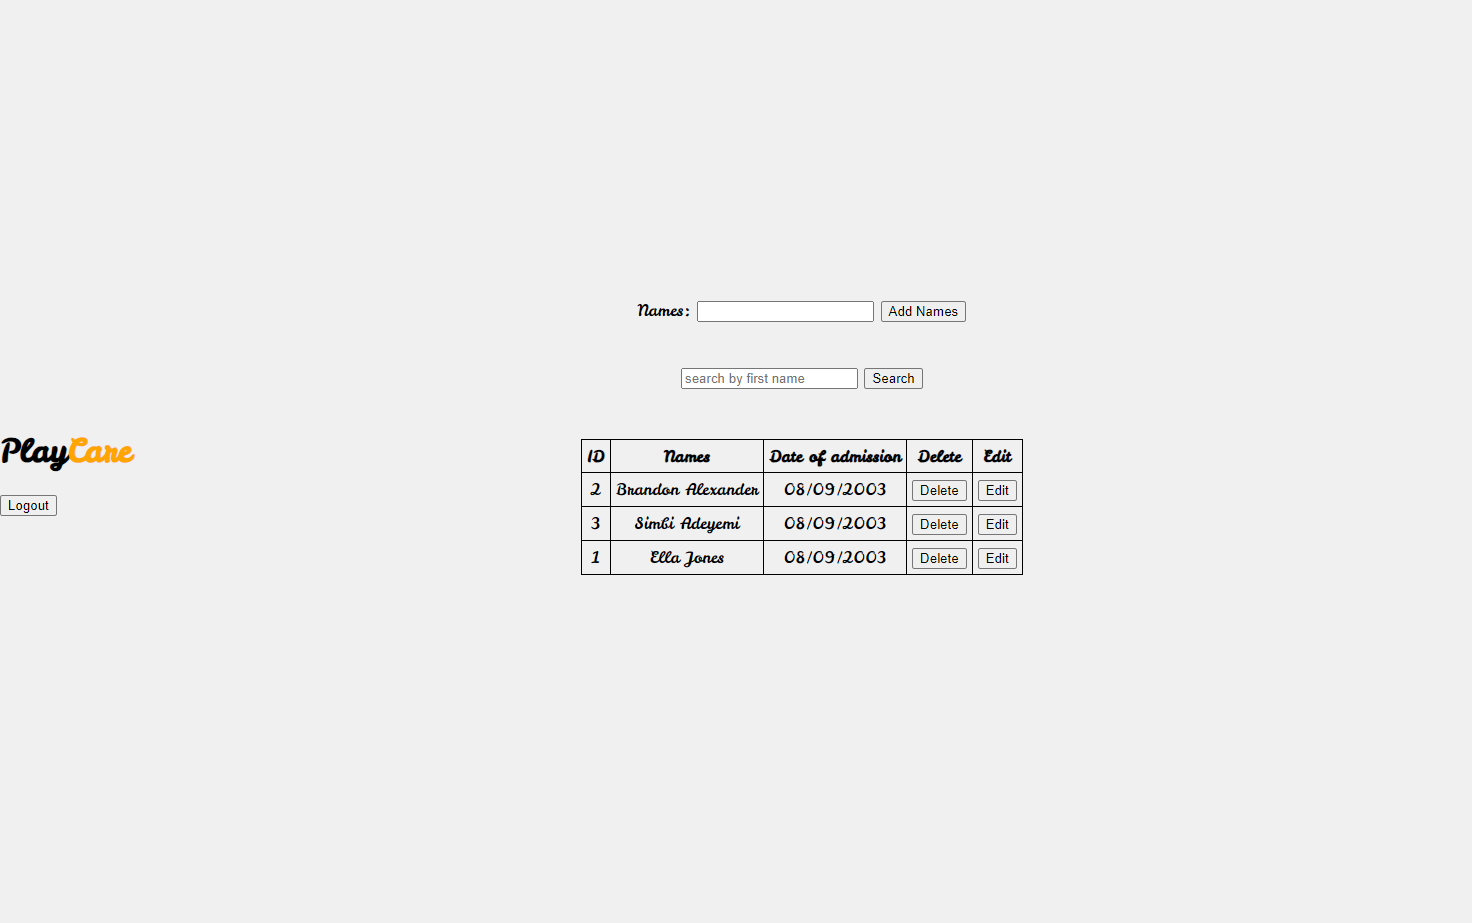 Names: Add Names
search by first name Search
PlayCare
Logout
ID Names Date of admission Delete Edit
2 Brandon Alexander 08/09/2003 Delete Edit
3 Simbi Adeyemi 08/09/2003 Delete Edit
1 Ella Jones 08/09/2003 Delete Edit